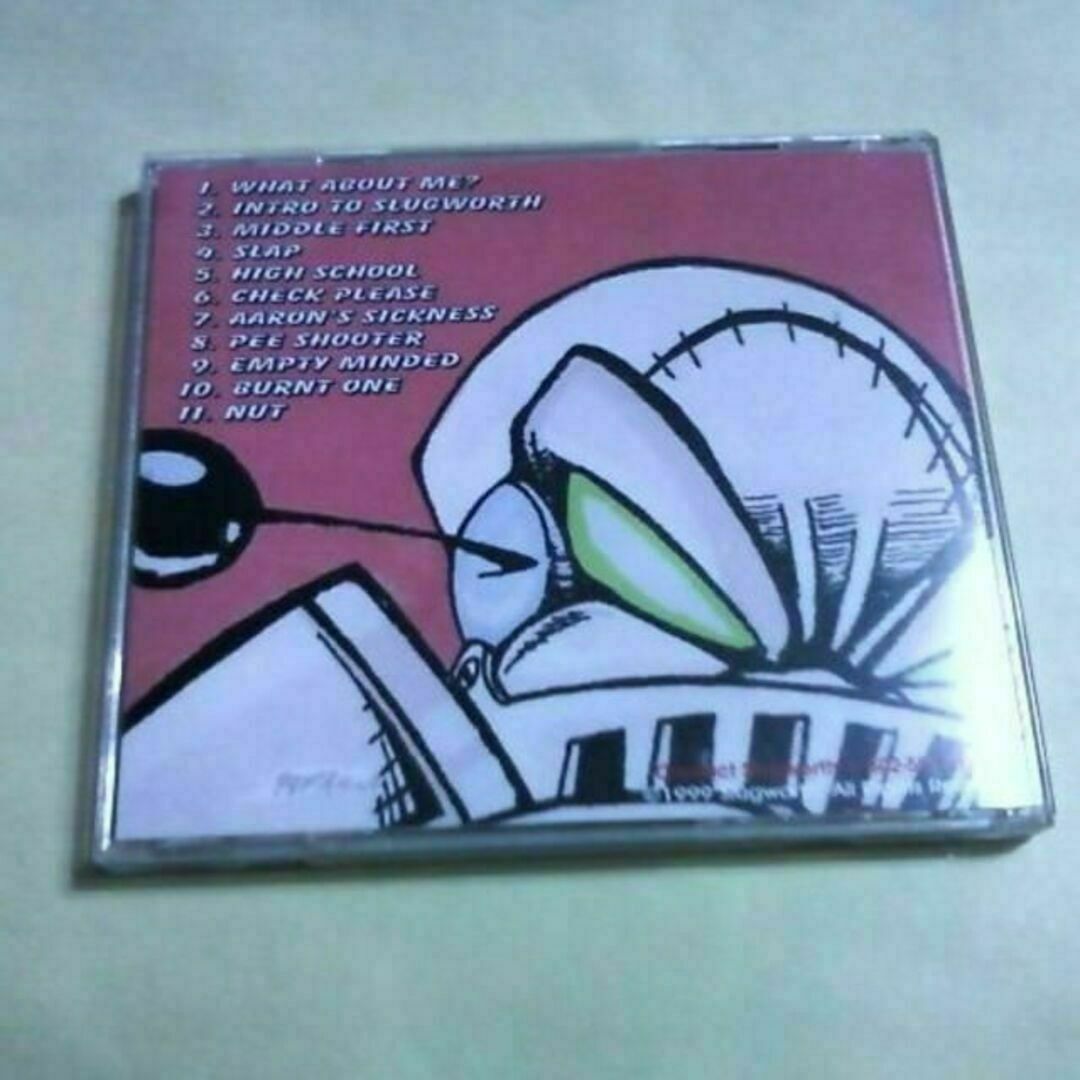 1. WHAT ABOUT ME?
2. INTRO TO SLUGWORTH
3. MIDDLE FIRST
4. SLAP
5. HIGH SCHOOL
6. CHECK PLEASE
7. AARON'S SICKNESS
8. PEE SHOOTER
9. EMPTY MINDED
10. BURNT ONE
11. NUT
All